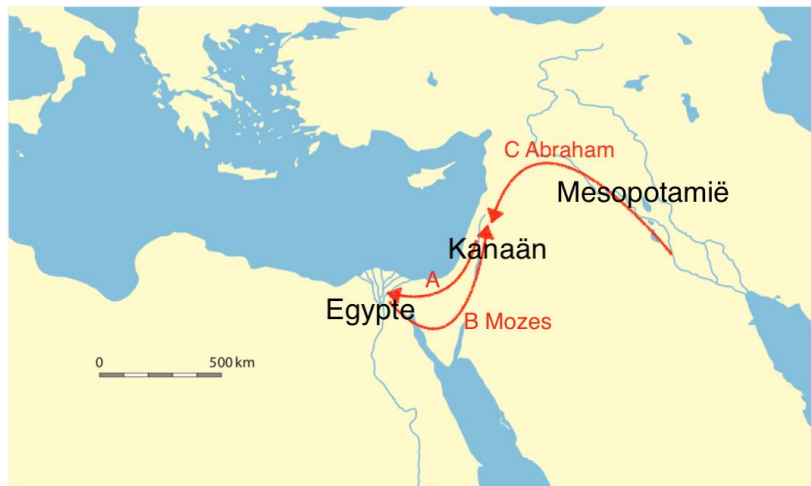 C Abraham
Mesopotamië
Kanaän
A
Egypte
B Mozes
0 500 km